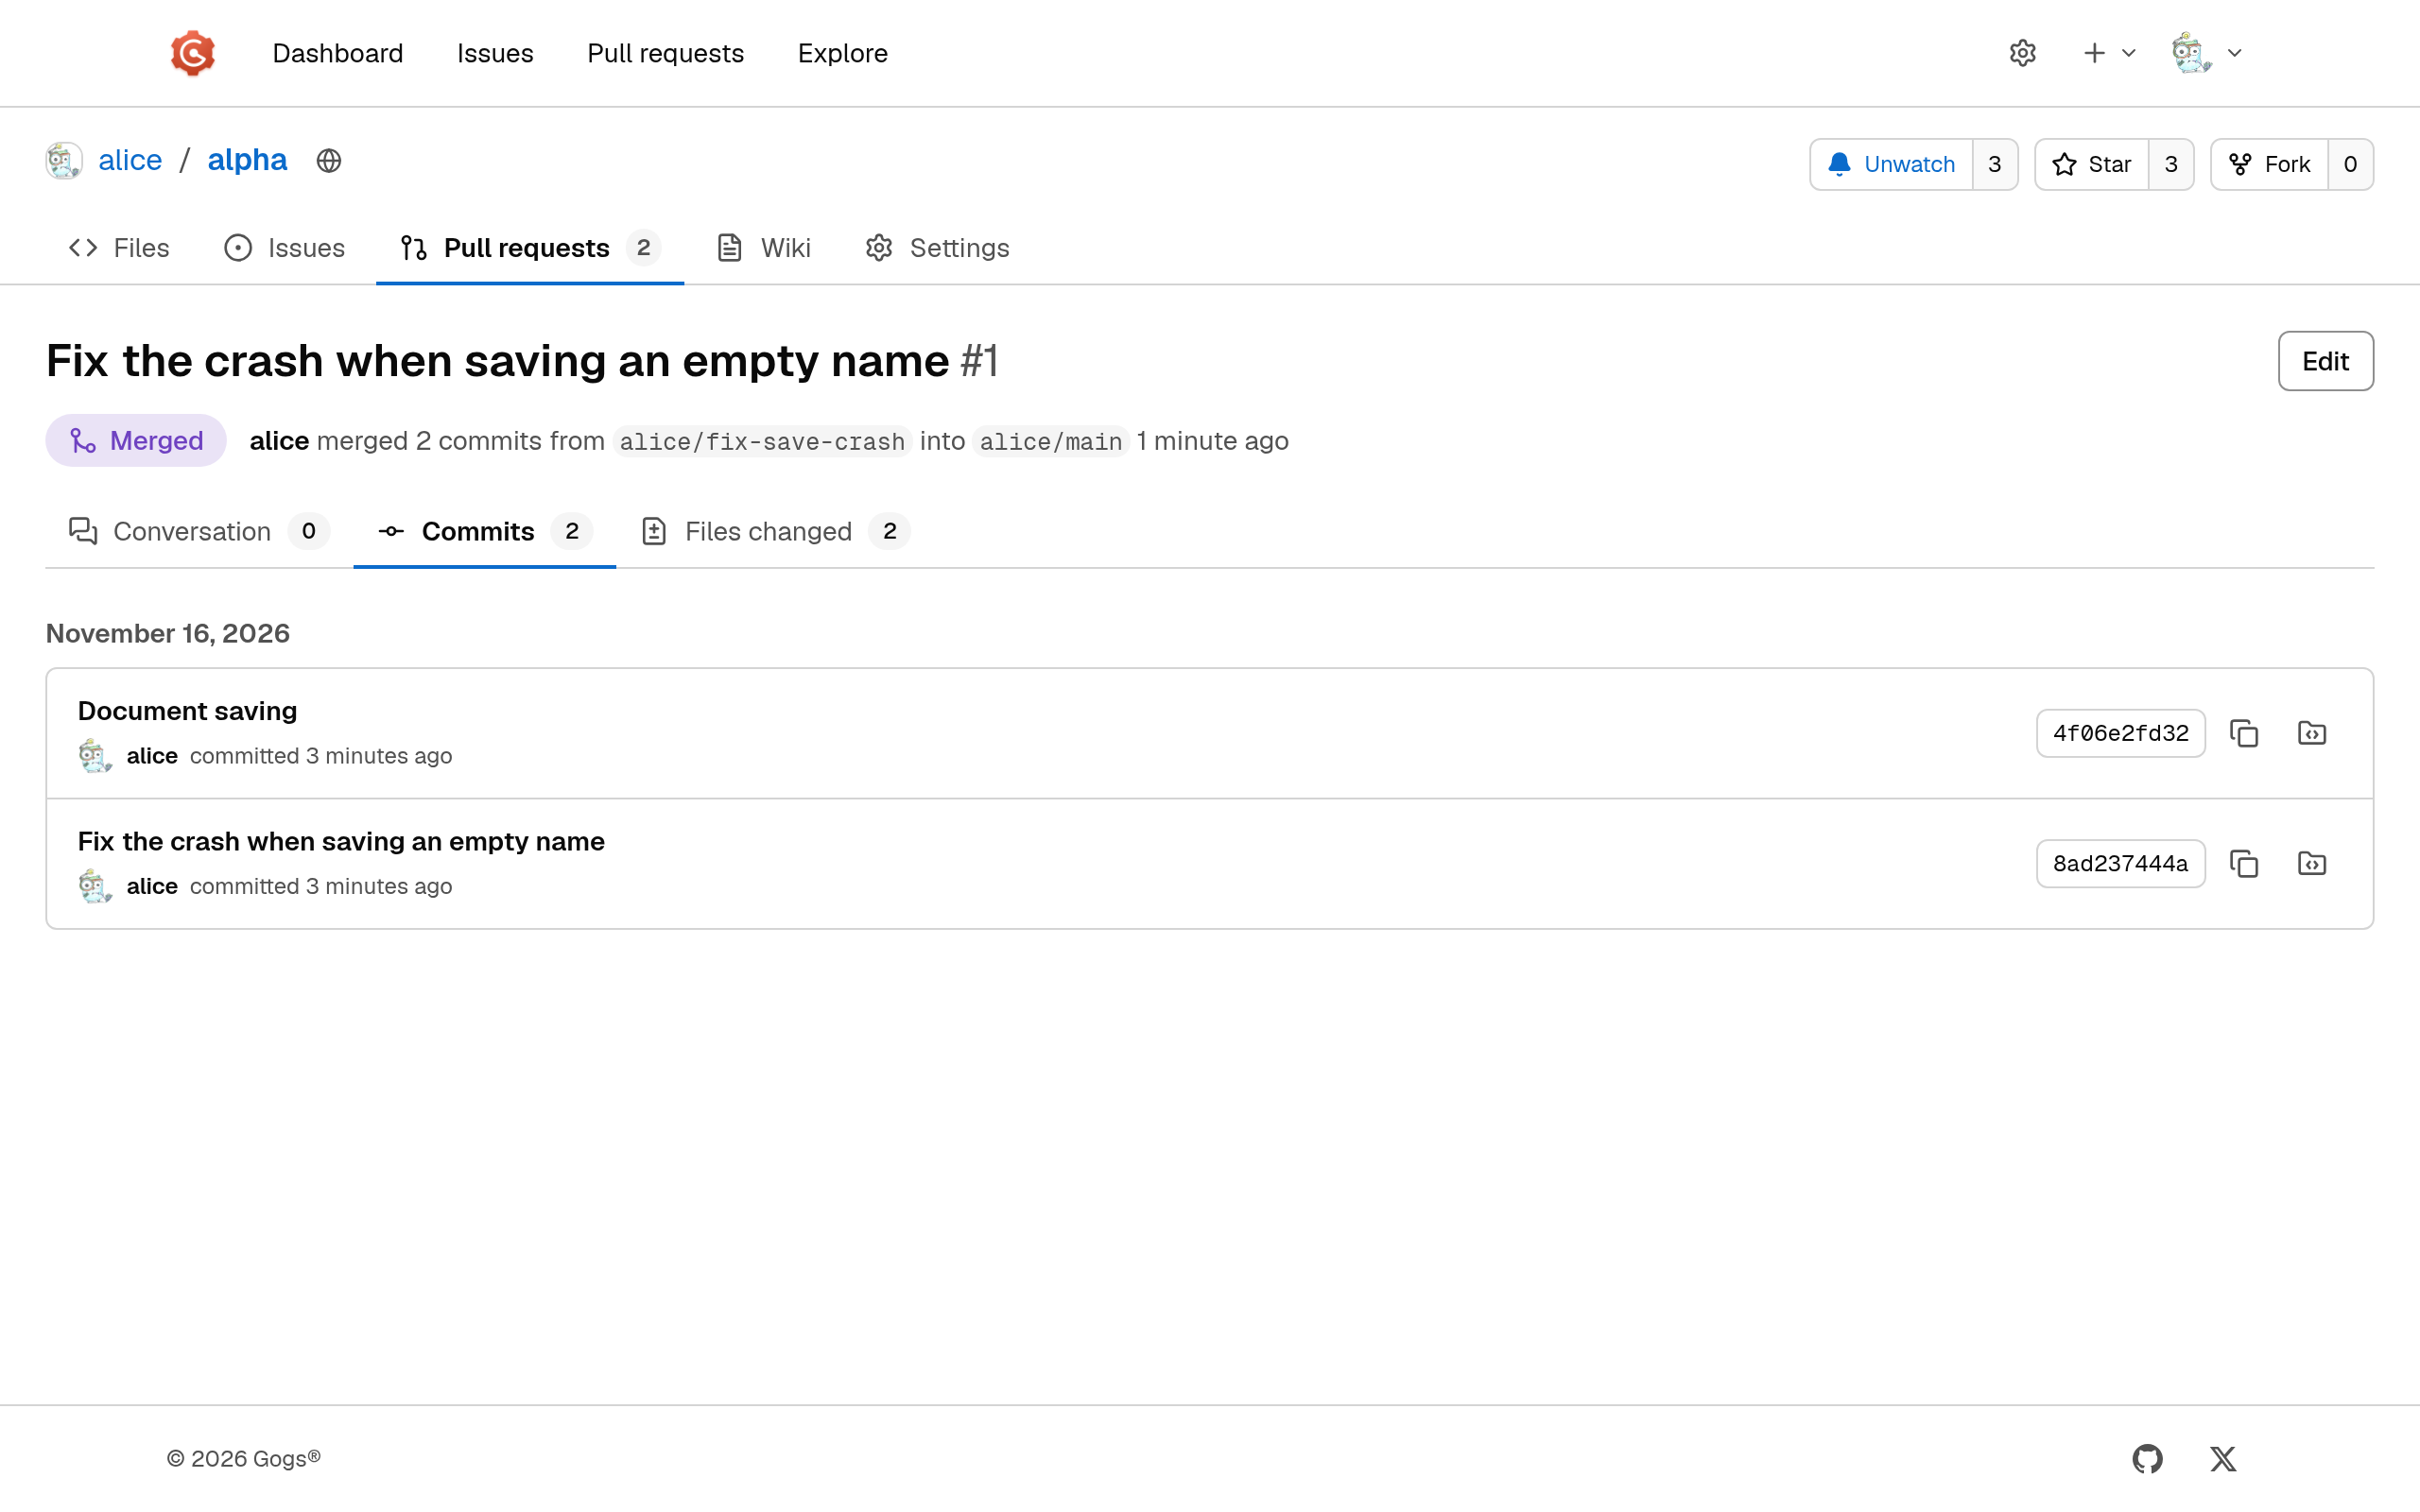 Dashboard Issues Pull requests Explore
alice / alpha
Unwatch 3 Star 3 Fork 0
Files Issues Pull requests 2 Wiki Settings
Fix the crash when saving an empty name #1
Edit
Merged alice merged 2 commits from alice/fix-save-crash into alice/main 1 minute ago
Conversation 0 Commits 2 Files changed 2
November 16, 2026
Document saving
alice committed 3 minutes ago
4f06e2fd32
Fix the crash when saving an empty name
alice committed 3 minutes ago
8ad237444a
© 2026 Gogs®